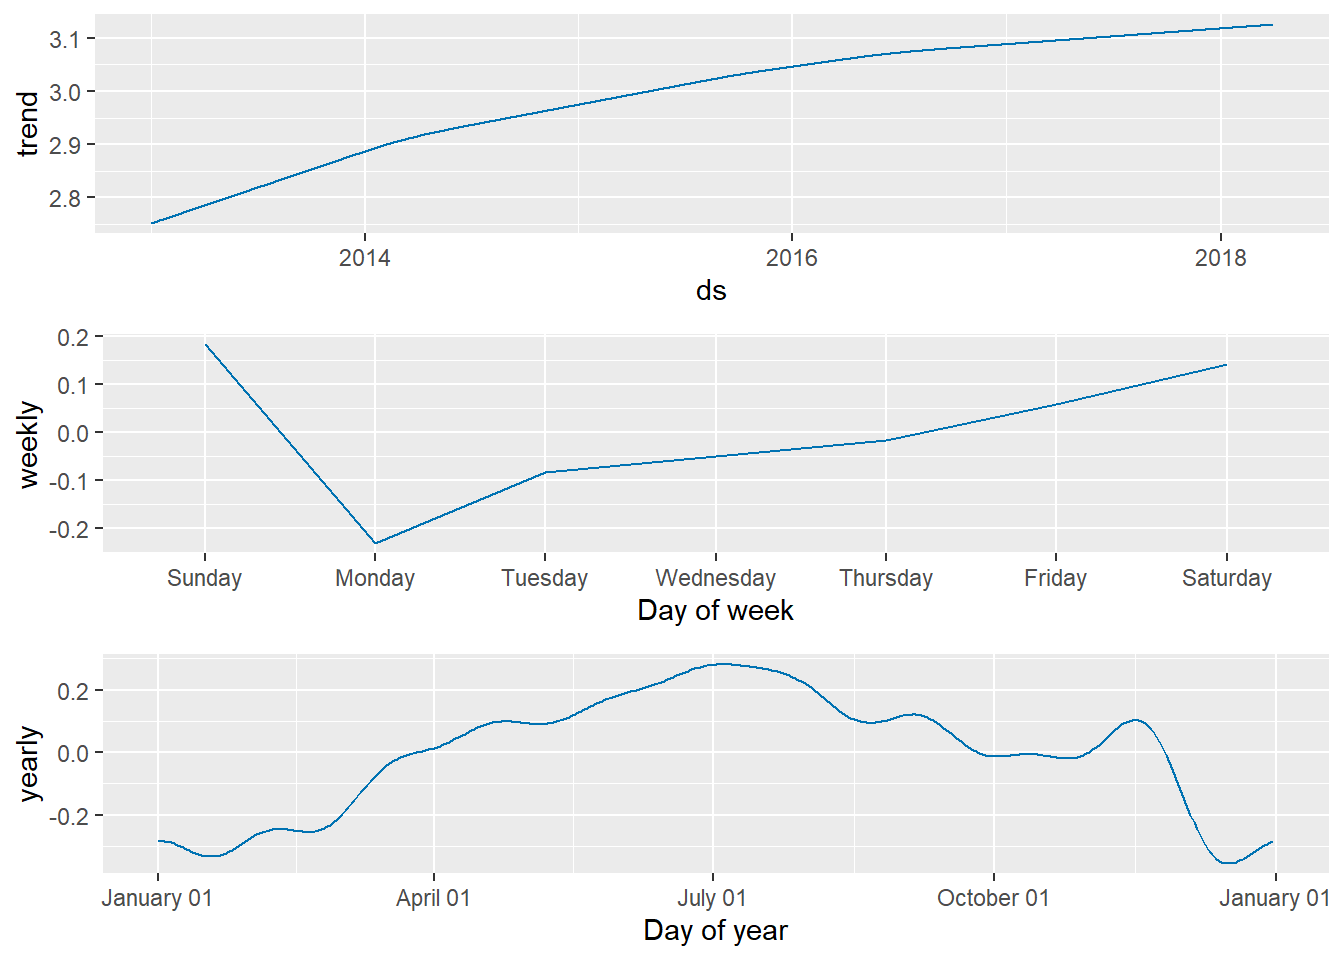 trend
3.1
3.0
2.9
2.8
2014 2016 2018
ds
weekly
0.2
0.1
0.0
-0.1
-0.2
Sunday Monday Tuesday Wednesday Thursday Friday Saturday
Day of week
yearly
0.2
0.0
-0.2
January 01 April 01 July 01 October 01 January 01
Day of year